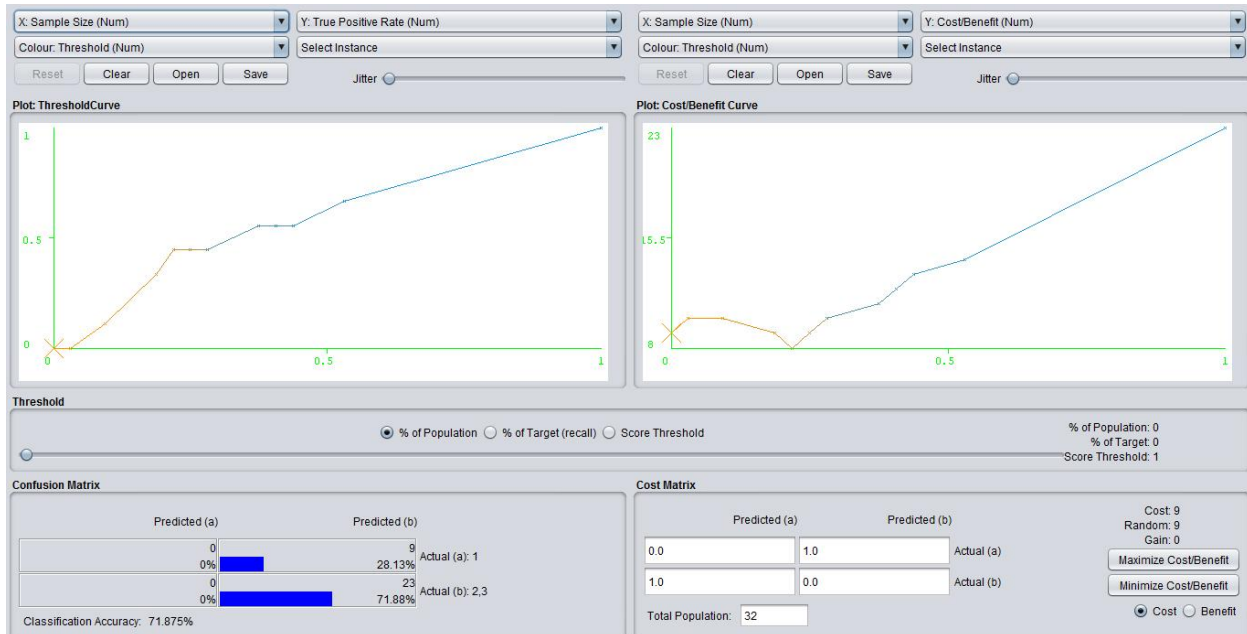 X: Sample Size (Num)
Y: True Positive Rate (Num)
Colour: Threshold (Num)
Select Instance
Reset
Clear
Open
Save
Jitter
Plot: ThresholdCurve
1
0.5
0
0
0.5
1
X: Sample Size (Num)
Y: Cost/Benefit (Num)
Colour: Threshold (Num)
Select Instance
Reset
Clear
Open
Save
Jitter
Plot: Cost/Benefit Curve
23
15.5
8
0
0.5
1
Threshold
% of Population
% of Target (recall)
Score Threshold
% of Population: 0
% of Target: 0
Score Threshold: 1
Confusion Matrix
Predicted (a) Predicted (b)
0 9
0% 28.13%
Actual (a): 1
0 23
0% 71.88%
Actual (b): 2,3
Classification Accuracy: 71.875%
Cost Matrix
Predicted (a) Predicted (b)
0.0 1.0 Actual (a)
1.0 0.0 Actual (b)
Total Population: 32
Cost: 9
Random: 9
Gain: 0
Maximize Cost/Benefit
Minimize Cost/Benefit
Cost Benefit